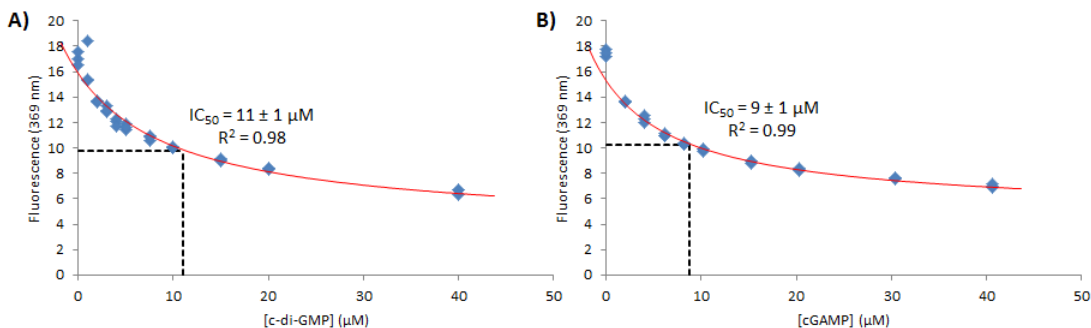 A)
Fluorescence (369 nm)
20
18
16
14
12
10
8
6
4
2
0
IC50 = 11 ± 1 µM
R2 = 0.98
0 10 20 30 40 50
[c-di-GMP] (µM)
B)
Fluorescence (369 nm)
20
18
16
14
12
10
8
6
4
2
0
IC50 = 9 ± 1 µM
R2 = 0.99
0 10 20 30 40 50
[cGAMP] (µM)